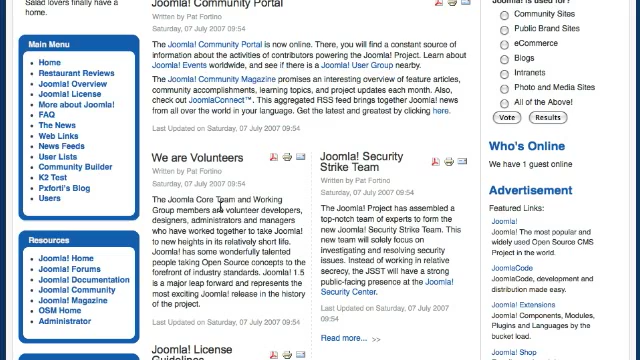 Salad lovers finally have a
home.
Main Menu
Home
Restaurant Reviews
Joomla! Overview
Joomla! License
More about Joomla!
FAQ
The News
Web Links
News Feeds
User Lists
Community Builder
K2 Test
Pxforti's Blog
Users
Resources
Joomla! Home
Joomla! Forums
Joomla! Documentation
Joomla! Community
Joomla! Magazine
OSM Home
Administrator
Joomla! Community Portal
Written by Pat Fortino
Saturday, 07 July 2007 09:54
The Joomla! Community Portal is now online. There, you will find a constant source of
information about the activities of contributors powering the Joomla! Project. Learn about
Joomla! Events worldwide, and see if there is a Joomla! User Group nearby.
The Joomla! Community Magazine promises an interesting overview of feature articles,
community accomplishments, learning topics, and project updates each month. Also,
check out JoomlaConnect™. This aggregated RSS feed brings together Joomla! news
from all over the world in your language. Get the latest and greatest by clicking here.
Last Updated on Saturday, 07 July 2007 09:54
We are Volunteers
Written by Pat Fortino
Saturday, 07 July 2007 09:54
The Joomla Core Team and Working
Group members are volunteer developers,
designers, administrators and managers
who have worked together to take Joomla!
to new heights in its relatively short life.
Joomla! has some wonderfully talented
people taking Open Source concepts to the
forefront of industry standards. Joomla! 1.5
is a major leap forward and represents the
most exciting Joomla! release in the history
of the project.
Last Updated on Saturday, 07 July 2007 09:54
Joomla! Security
Strike Team
Written by Pat Fortino
Saturday, 07 July 2007 09:54
The Joomla! Project has assembled a
top-notch team of experts to form the
new Joomla! Security Strike Team. This
new team will solely focus on
investigating and resolving security
issues. Instead of working in relative
secrecy, the JSST will have a strong
public-facing presence at the Joomla!
Security Center.
Last Updated on Saturday, 07 July 2007
09:54
Read more... >>
Joomla! License
Guidelines
Joomla! is used for?
Community Sites
Public Brand Sites
eCommerce
Blogs
Intranets
Photo and Media Sites
All of the Above!
Vote
Results
Who's Online
We have 1 guest online
Advertisement
Featured Links:
Joomla!
Joomla! The most popular and
widely used Open Source CMS
Project in the world.
JoomlaCode
JoomlaCode, development and
distribution made easy.
Joomla! Extensions
Joomla! Components, Modules,
Plugins and Languages by the
bucket load.
Joomla! Shop